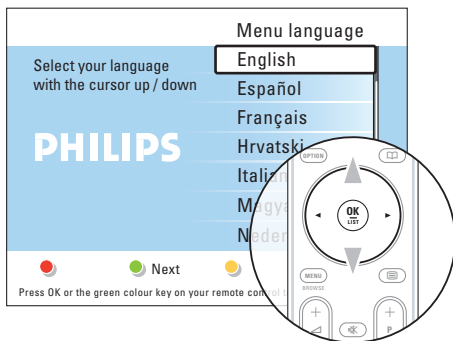 Menu language
Select your language
with the cursor up / down
English
Español
Français
Hrvatski
PHILIPS
Next
Press OK or the green colour key on your remote
OPTION
OK
LIST
MENU
BROWSE
P